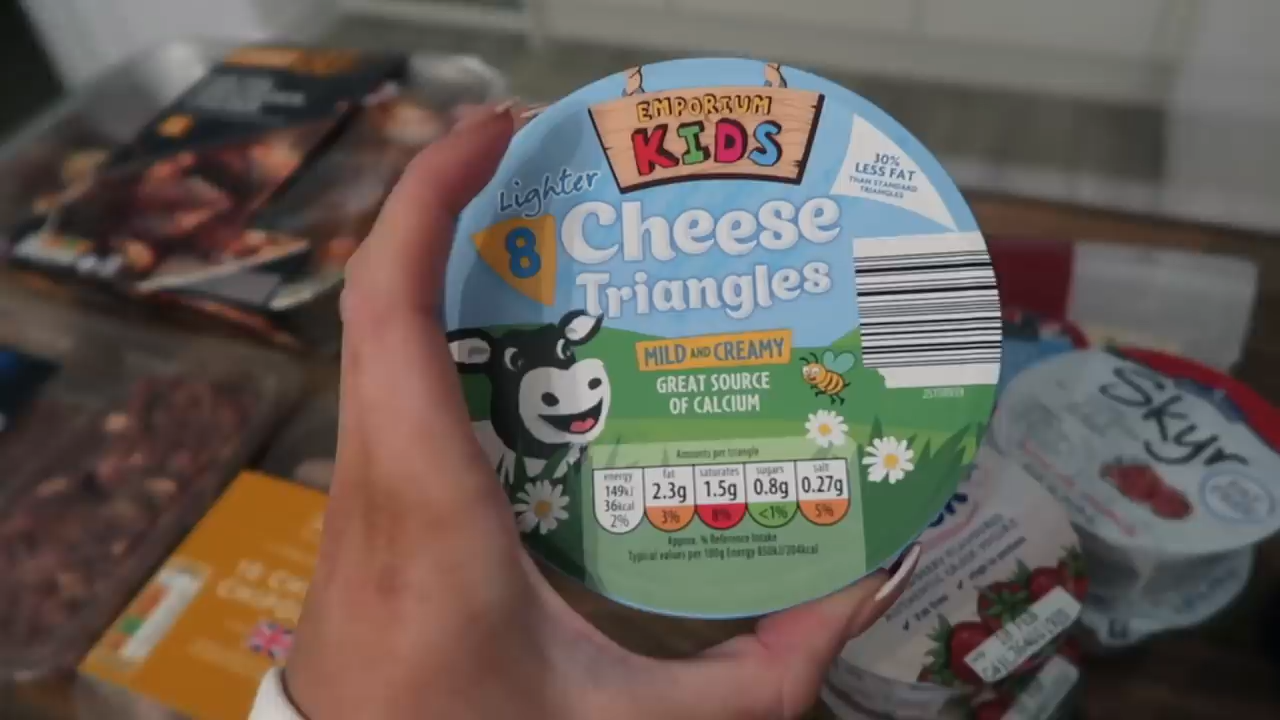 EMPORIUM
KIDS
30%
LESS FAT
THAN STANDARD
TRIANGLES
Lighter
8
Cheese
Triangles
MILD AND CREAMY
GREAT SOURCE
OF CALCIUM
Amounts per triangle
energy
149kJ
36kcal
2%
fat
2.3g
3%
saturates
1.5g
8%
sugars
0.8g
<1%
salt
0.27g
5%
Approx. % Reference Intake
Typical values per 100g Energy 850kJ/204kcal
Skyr